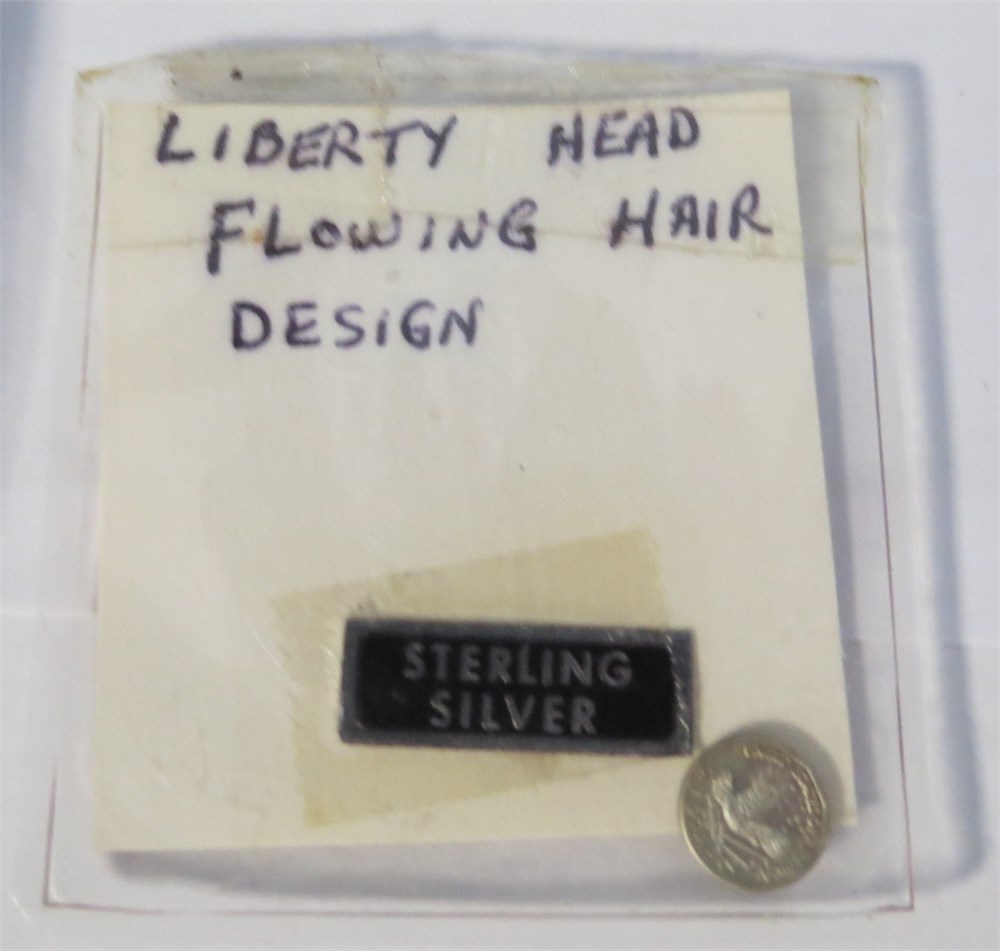 LIBERTY HEAD
FLOWING HAIR
DESIGN
STERLING
SILVER